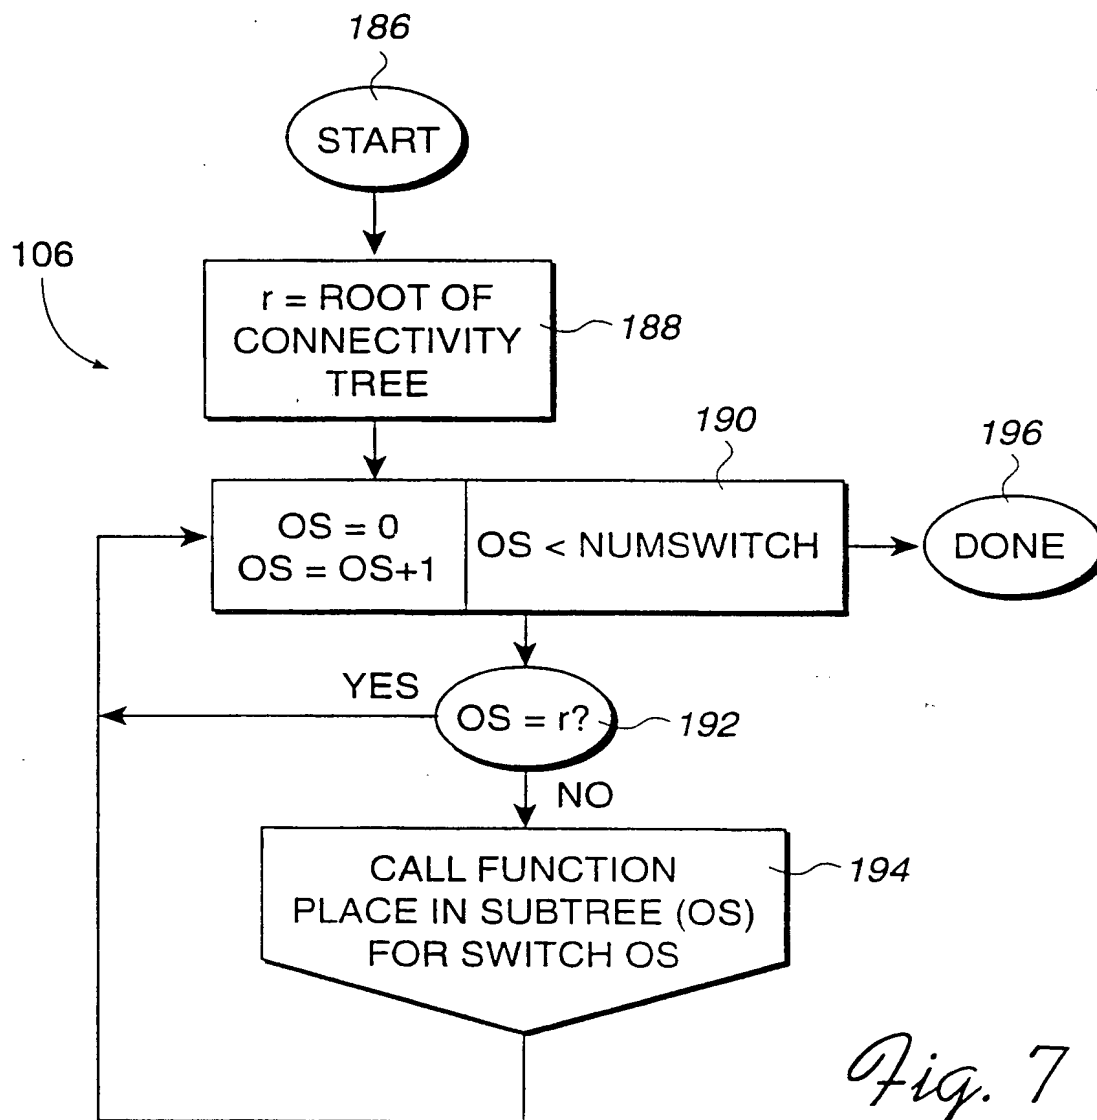 186
START
106
r = ROOT OF
CONNECTIVITY
TREE
188
190
196
OS = 0
OS = OS+1
OS < NUMSWITCH
DONE
YES
OS = r?
192
NO
CALL FUNCTION
PLACE IN SUBTREE (OS)
FOR SWITCH OS
194
Fig. 7